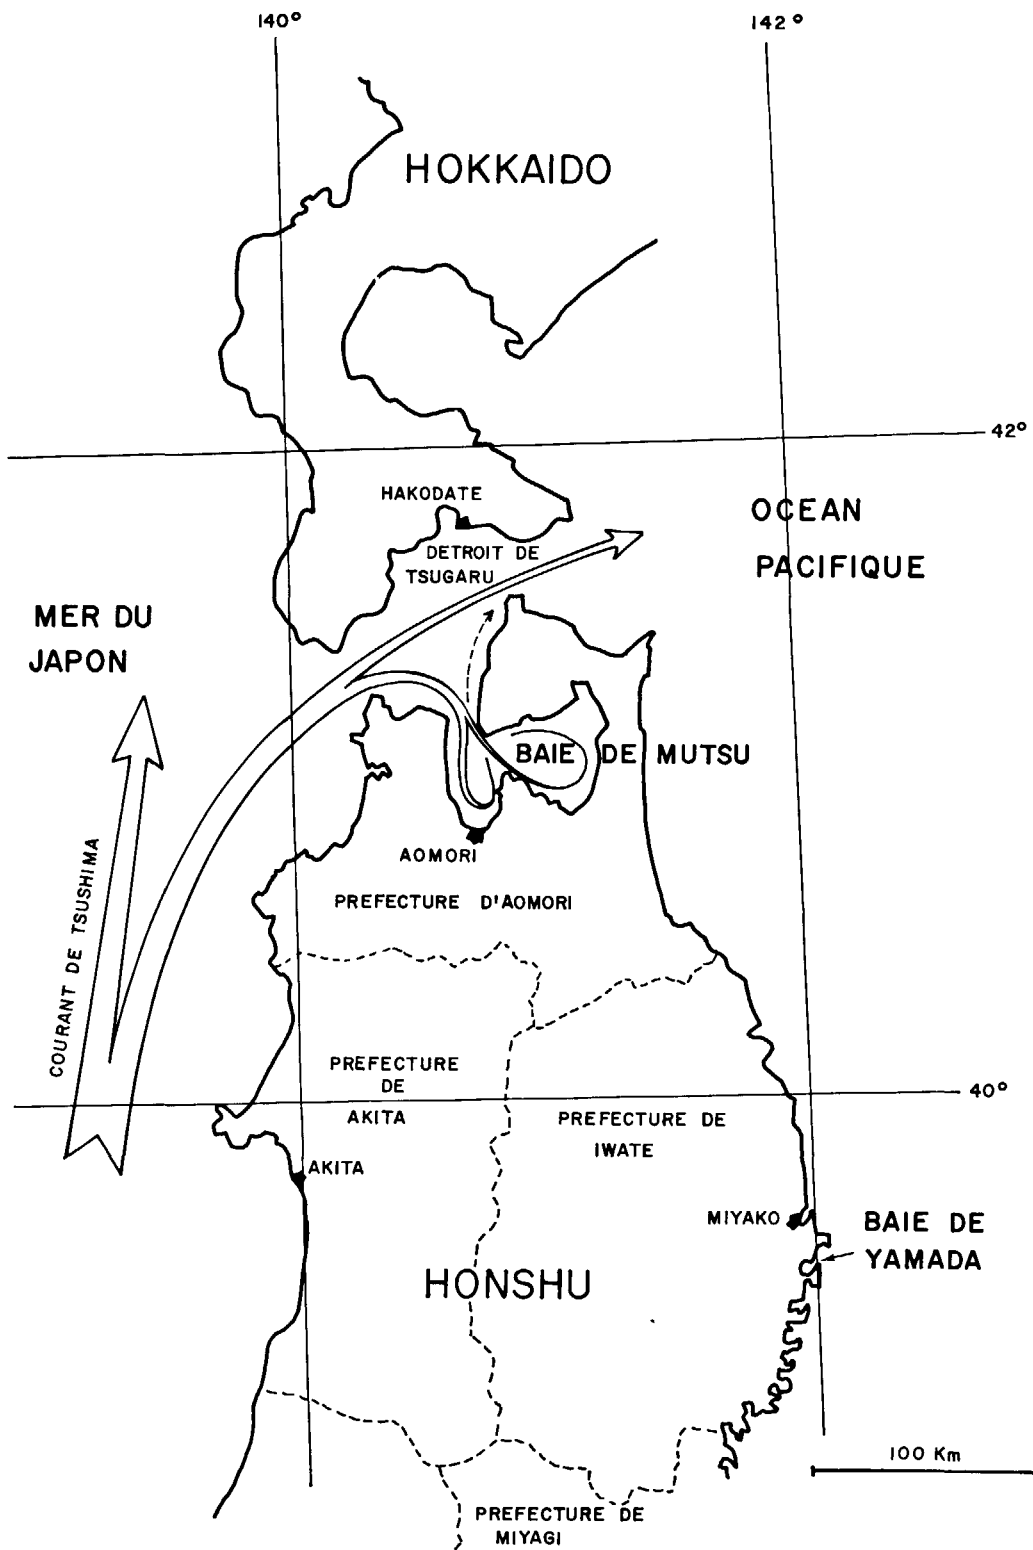 140°
142°
HOKKAIDO
42°
HAKODATE
OCEAN
PACIFIQUE
DETROIT DE
TSUGARU
MER DU
JAPON
BAIE DE MUTSU
COURANT DE TSUSHIMA
AOMORI
PREFECTURE D'AOMORI
PREFECTURE
DE
AKITA
40°
PREFECTURE DE
IWATE
AKITA
MIYAKO
BAIE DE
YAMADA
HONSHU
100 Km
PREFECTURE DE
MIYAGI